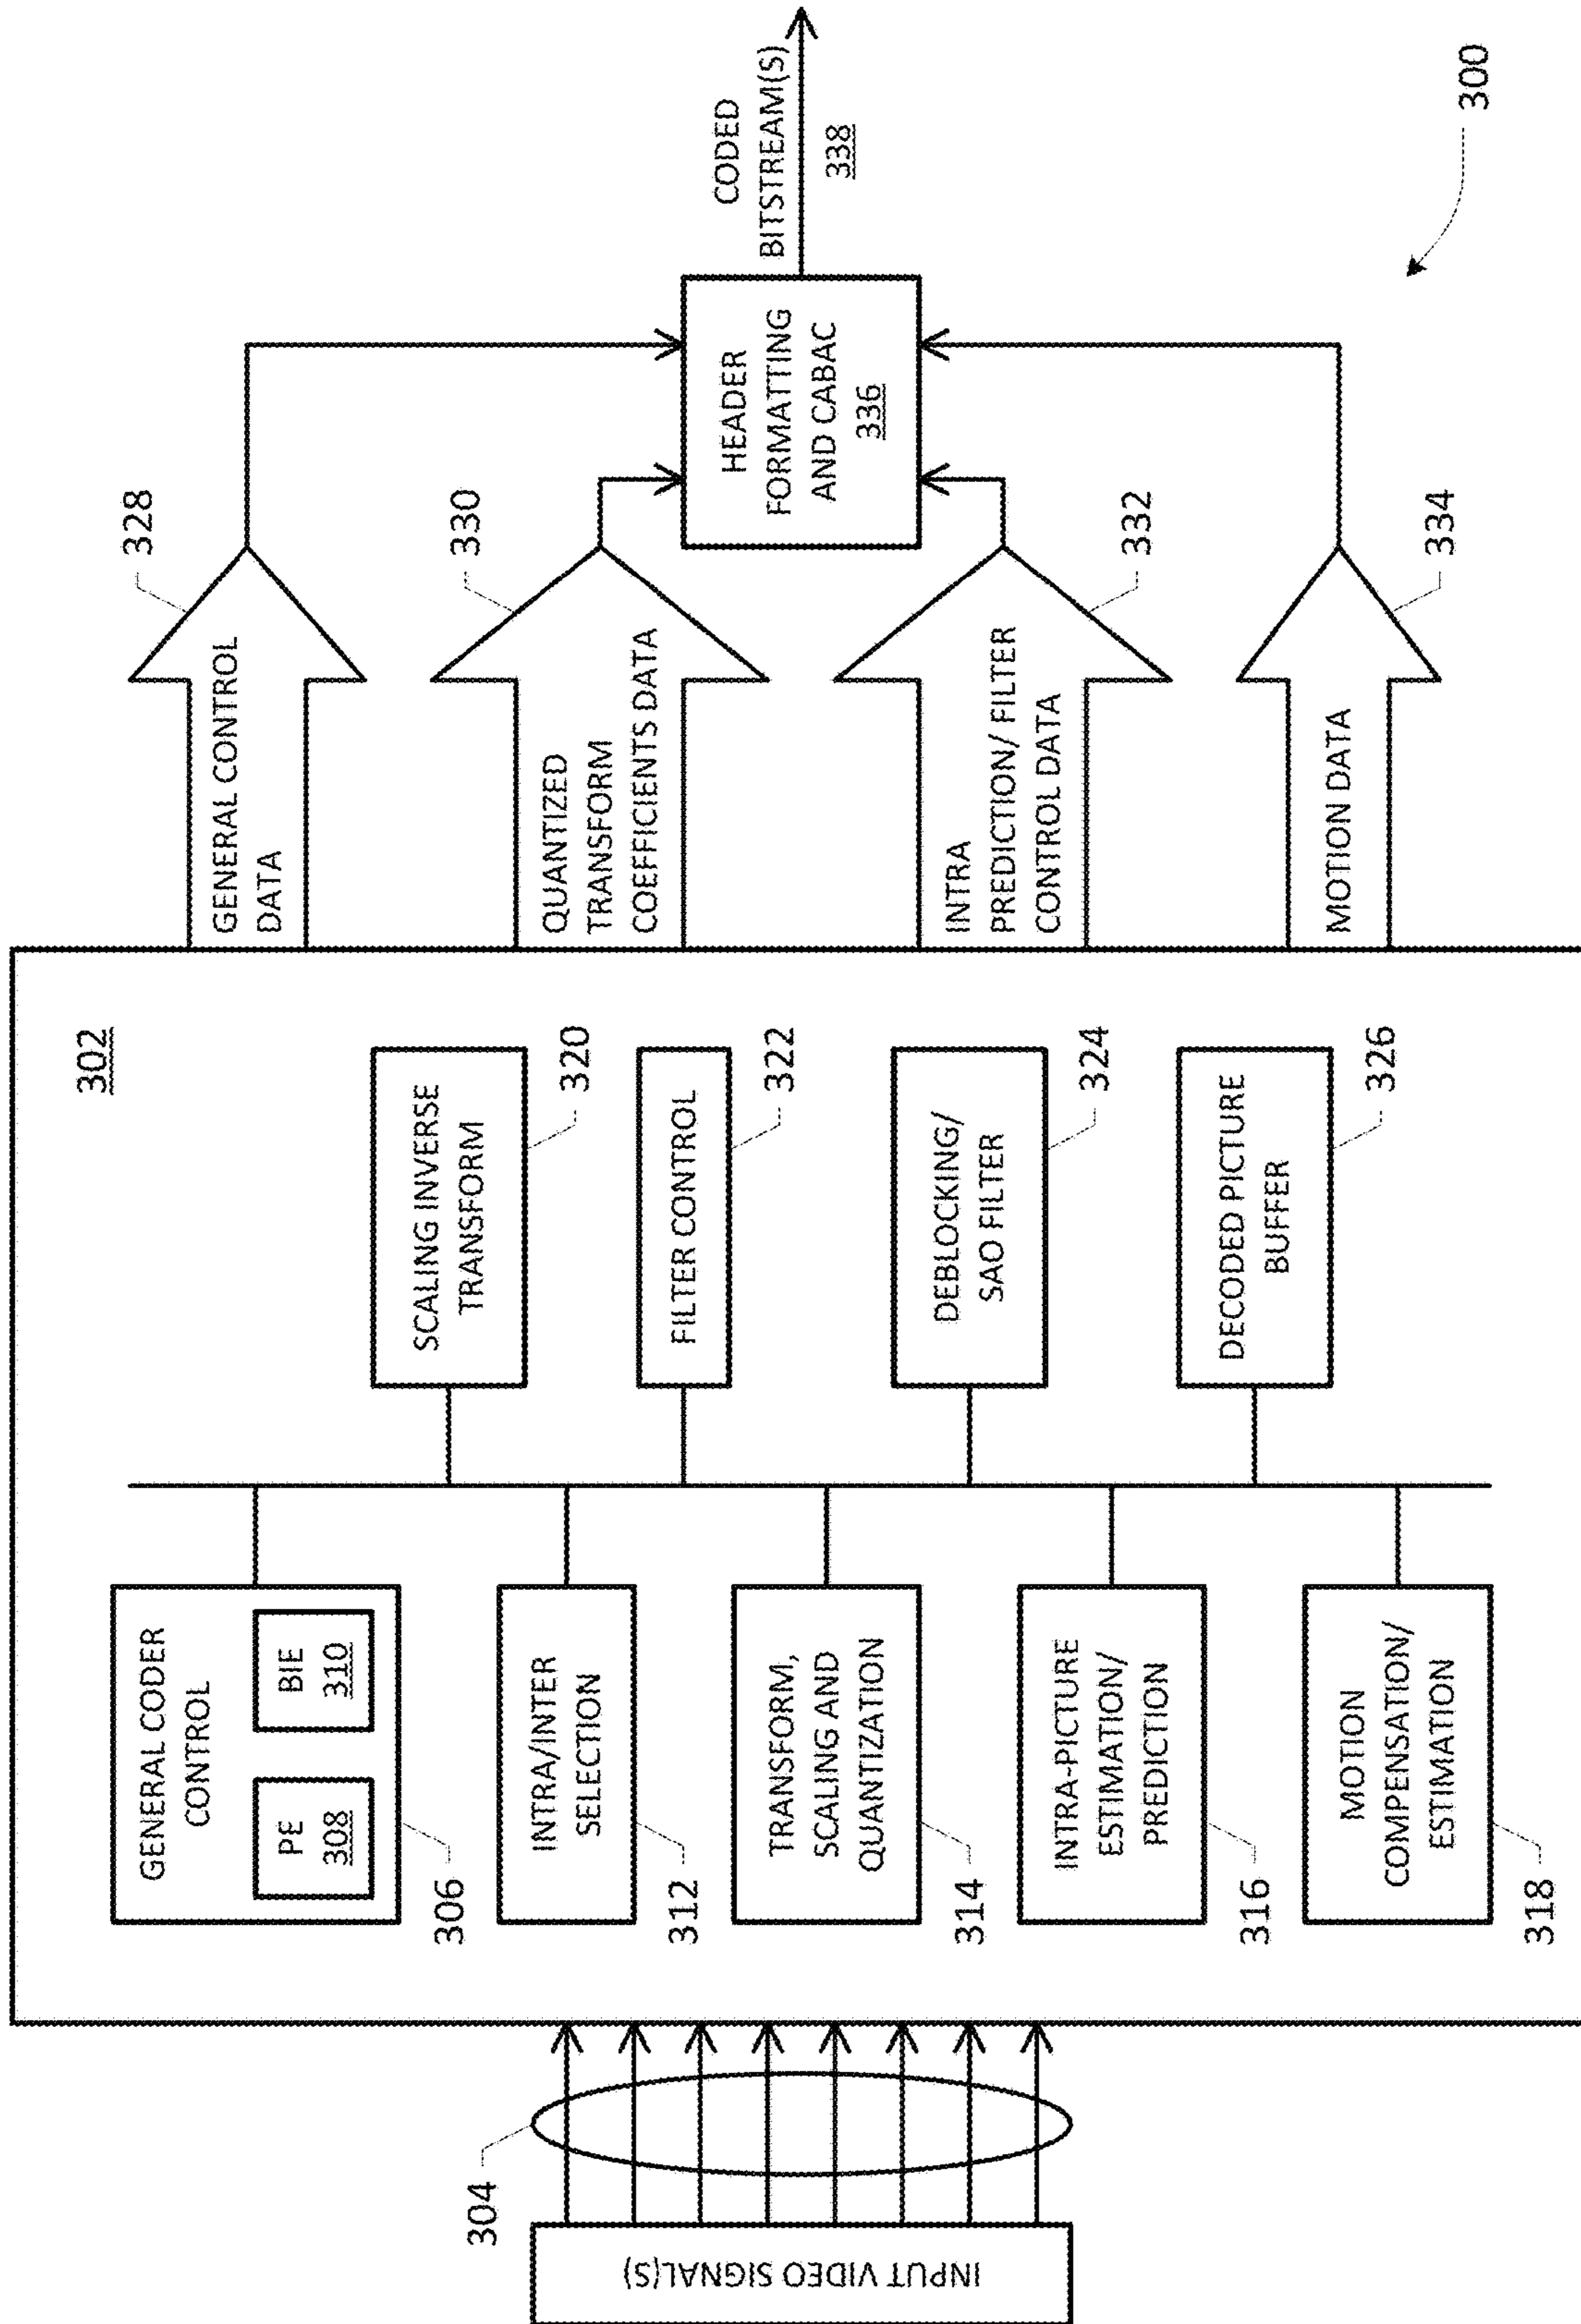 302
GENERAL CODER
CONTROL
PE
308
BIE
310
306
INTRA/INTER
SELECTION
312
TRANSFORM,
SCALING AND
QUANTIZATION
314
INTRA-PICTURE
ESTIMATION/
PREDICTION
316
MOTION
COMPENSATION/
ESTIMATION
318
SCALING INVERSE
TRANSFORM
320
FILTER CONTROL
322
DEBLOCKING/
SAO FILTER
324
DECODED PICTURE
BUFFER
326
INPUT VIDEO SIGNAL(S)
304
GENERAL CONTROL
DATA
328
QUANTIZED
TRANSFORM
COEFFICIENTS DATA
330
INTRA
PREDICTION/ FILTER
CONTROL DATA
332
MOTION DATA
334
HEADER
FORMATTING
AND CABAC
336
CODED
BITSTREAM(S)
338
300